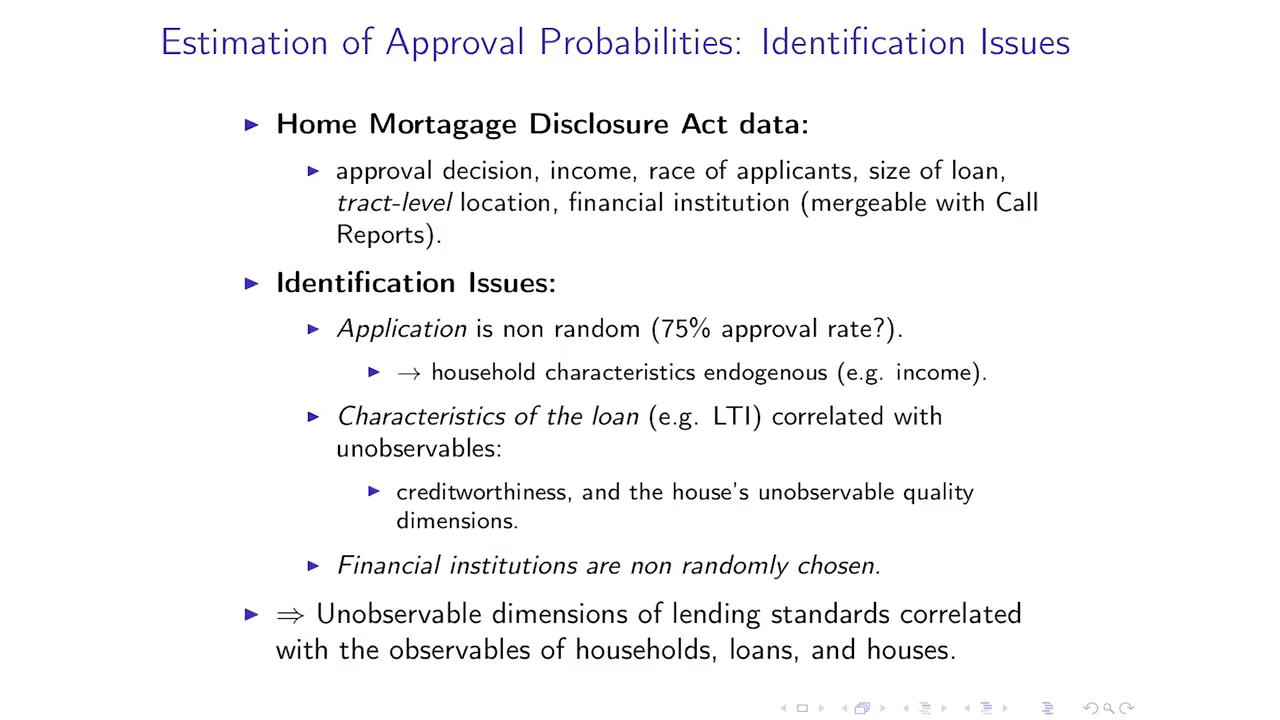 Estimation of Approval Probabilities: Identification Issues
Home Mortagage Disclosure Act data:
approval decision, income, race of applicants, size of loan,
tract-level location, financial institution (mergeable with Call
Reports).
Identification Issues:
Application is non random (75% approval rate?).
→ household characteristics endogenous (e.g. income).
Characteristics of the loan (e.g. LTI) correlated with
unobservables:
creditworthiness, and the house's unobservable quality
dimensions.
Financial institutions are non randomly chosen.
⇒ Unobservable dimensions of lending standards correlated
with the observables of households, loans, and houses.